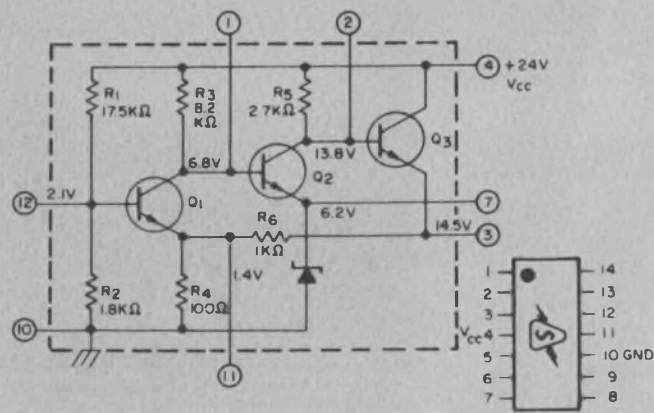 1
2
4
+24V
VCC
R1
17.5KΩ
R3
8.2
KΩ
R5
2.7KΩ
Q3
13.8V
6.8V
Q2
12
2.1V
Q1
6.2V
7
R6
1KΩ
14.5V
3
1.4V
R2
1.8KΩ
R4
100Ω
10
11
1
2
3
VCC 4
5
6
7
14
13
12
11
10 GND
9
8
S